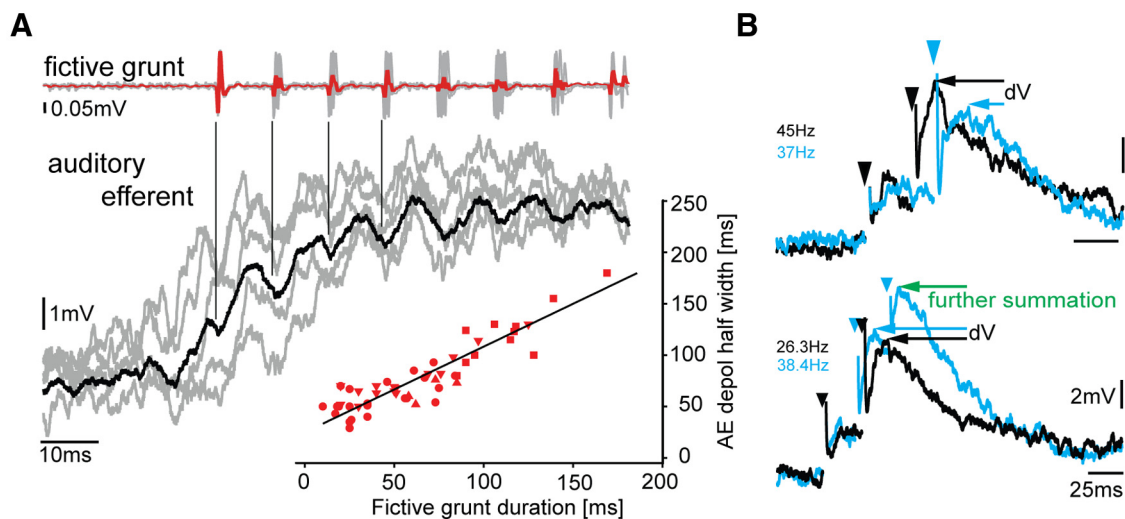 A
fictive grunt
0.05mV
auditory
efferent
1mV
10ms
250
200
150
100
50
0
AE depol half width [ms]
0
50
100
150
200
Fictive grunt duration [ms]
B
dV
45Hz
37Hz
further summation
dV
26.3Hz
38.4Hz
2mV
25ms